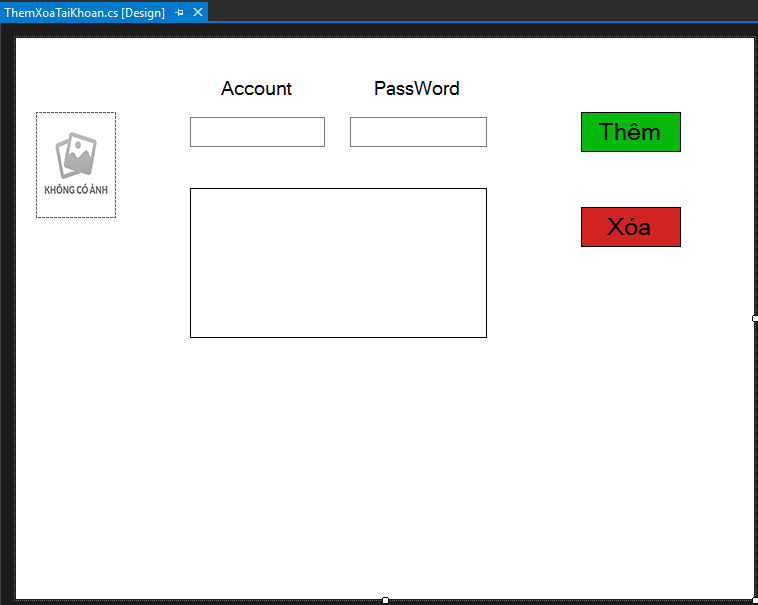 ThemXoaTaiKhoan.cs [Design]
Account
PassWord
Thêm
KHÔNG CÓ ẢNH
Xóa